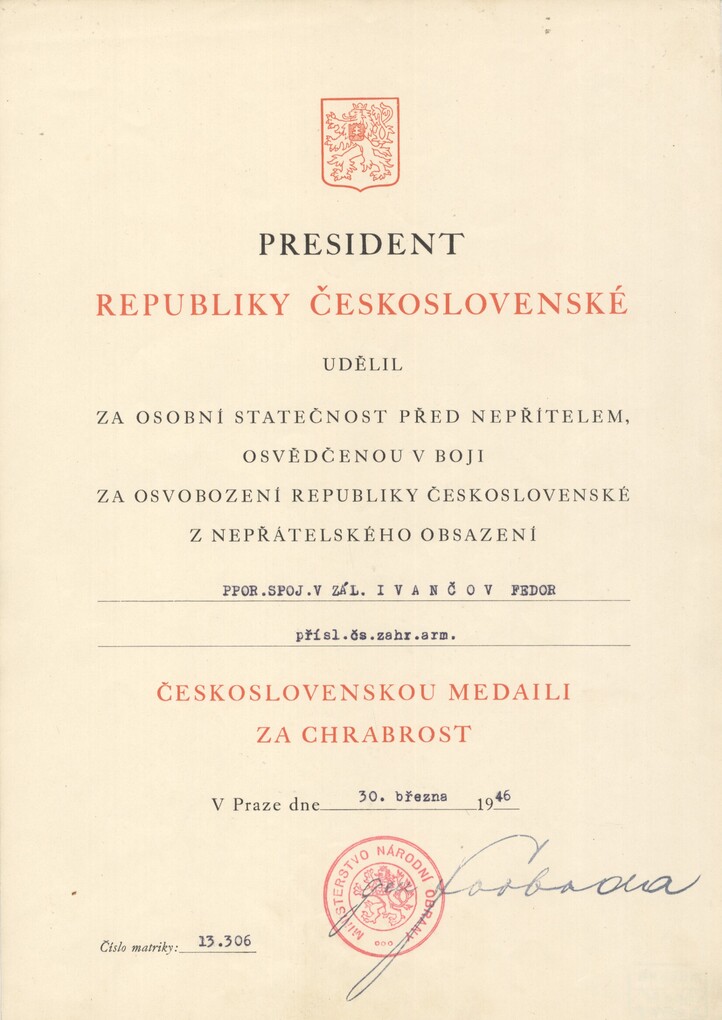 PRESIDENT
REPUBLIKY ČESKOSLOVENSKÉ
UDĚLIL
ZA OSOBNÍ STATEČNOST PŘED NEPŘÍTELEM,
OSVĚDČENOU V BOJI
ZA OSVOBOZENÍ REPUBLIKY ČESKOSLOVENSKÉ
Z NEPŘÁTELSKÉHO OBSAZENÍ
PPOR.SPOJ.V ZÁL. I V A N Č O V FEDOR
přísl.čs.zahr.arm.
ČESKOSLOVENSKOU MEDAILI
ZA CHRABROST
V Praze dne 30. března 1946
MINISTERSTVO NÁRODNÍ OBRANY
gen Svoboda
Číslo matriky: 13.306